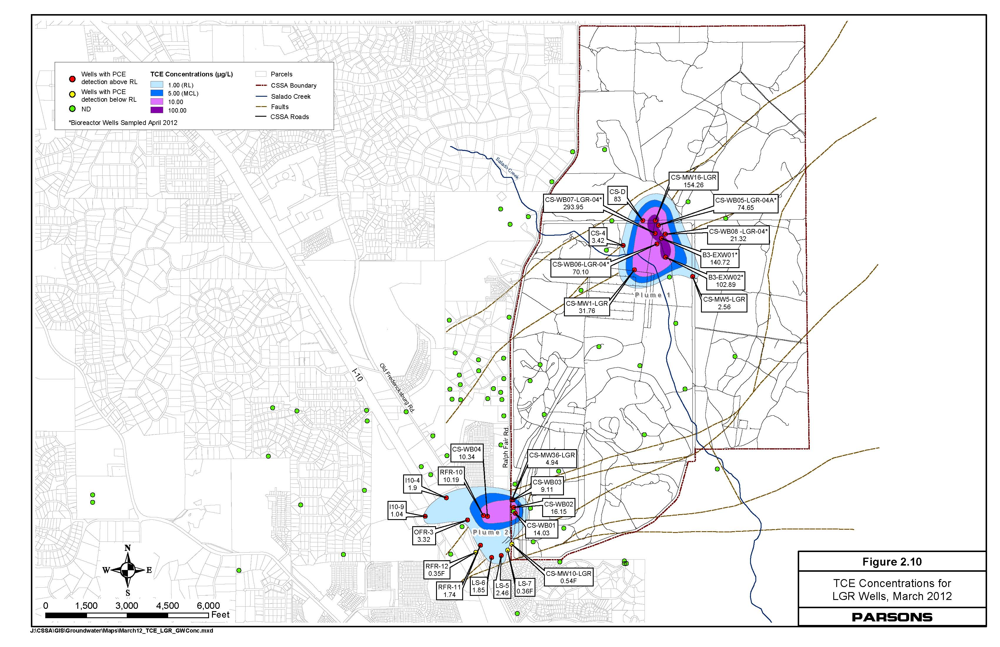 Wells with PCE
detection above RL
Wells with PCE
detection below RL
ND
*Bioreactor Wells Sampled April 2012
TCE Concentrations (µg/L)
1.00 (RL)
5.00 (MCL)
10.00
100.00
Parcels
CSSA Boundary
Salado Creek
Faults
CSSA Roads
Salado Creek
CS-MW16-LGR
154.26
CS-D
83
CS-WB07-LGR-04*
293.95
CS-WB05-LGR-04A*
74.65
CS-4
3.42
CS-WB08 -LGR-04*
21.32
B3-EXW01*
140.72
CS-WB06-LGR-04*
70.10
B3-EXW02*
102.89
Plume 1
CS-MW1-LGR
31.76
CS-MW5-LGR
2.56
I-10
Old Fredericksburg Rd.
Ralph Fair Rd.
CS-WB04
10.34
CS-MW36-LGR
4.94
RFR-10
10.19
I10-4
1.9
CS-WB03
9.11
I10-9
1.04
CS-WB02
16.15
OFR-3
3.32
Plume 2
CS-WB01
14.03
RFR-12
0.35F
RFR-11
1.74
LS-6
1.85
LS-5
2.46
LS-7
0.36F
CS-MW10-LGR
0.54F
N
W
E
S
0 1,500 3,000 4,500 6,000
Feet
Figure 2.10
TCE Concentrations for
LGR Wells, March 2012
PARSONS
J:\CSSA\GIS\Groundwater\Maps\March12_TCE_LGR_GWConc.mxd